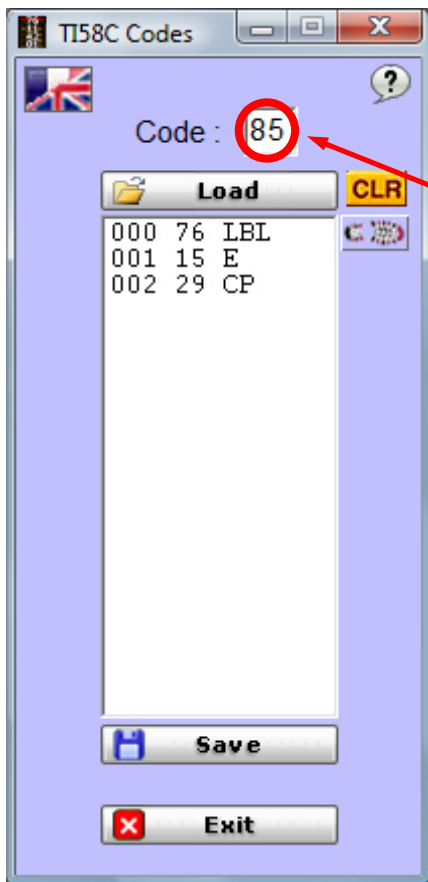 TI58C Codes
?
Code : 85
Load CLR
000 76 LBL
001 15 E
002 29 CP
Save
Exit